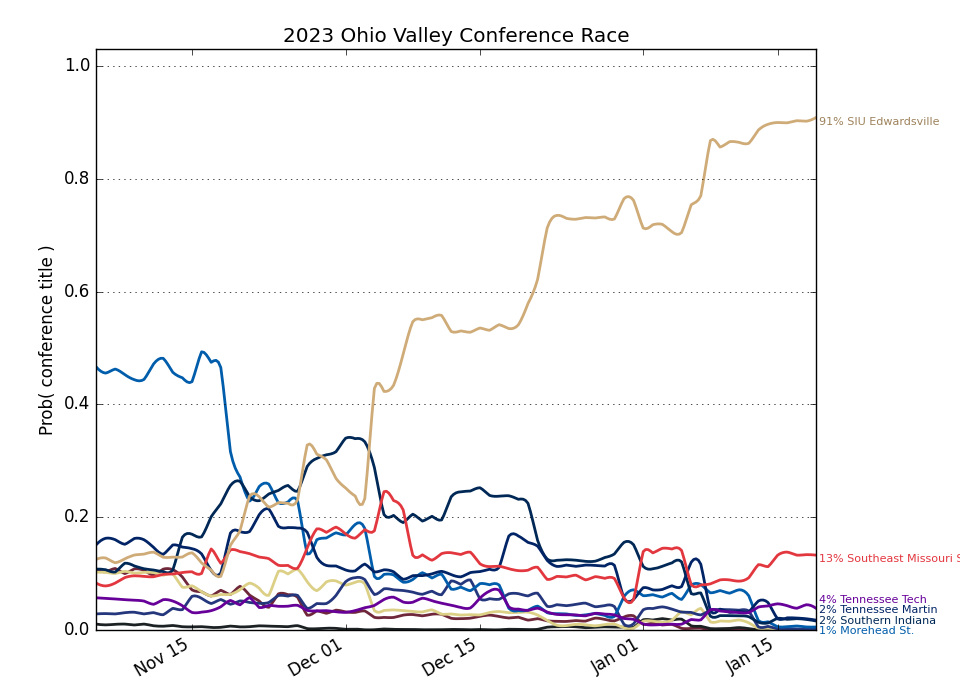 2023 Ohio Valley Conference Race
Prob( conference title )
1.0
0.8
0.6
0.4
0.2
0.0
Nov 15
Dec 01
Dec 15
Jan 01
Jan 15
91% SIU Edwardsville
13% Southeast Missouri S
4% Tennessee Tech
2% Tennessee Martin
2% Southern Indiana
1% Morehead St.